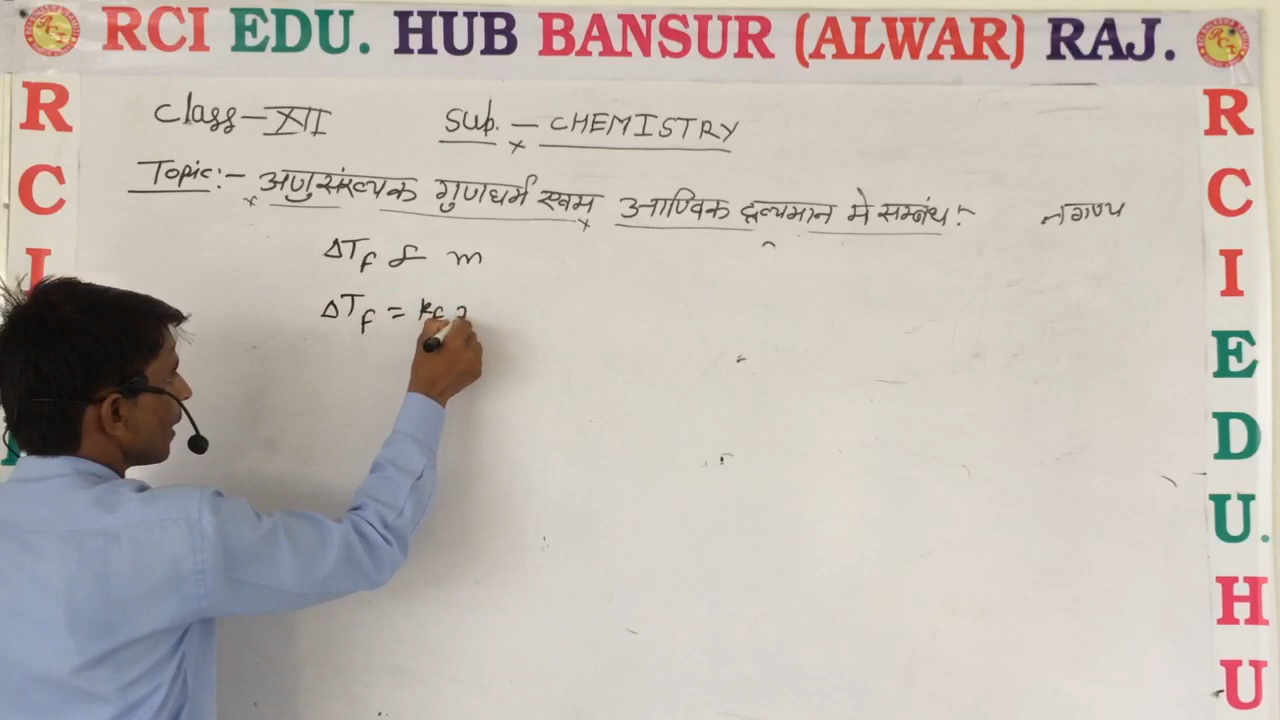 RCI EDU. HUB BANSUR (ALWAR) RAJ.
Class - XII Sub. - CHEMISTRY
Topic:- अणुसंख्यक गुणधर्म एवम आण्विक द्रव्यमान मे सम्बंध :-
नगण्य
ΔTf ∝ m
ΔTf = Kf
R C I
R C I E D U. H U